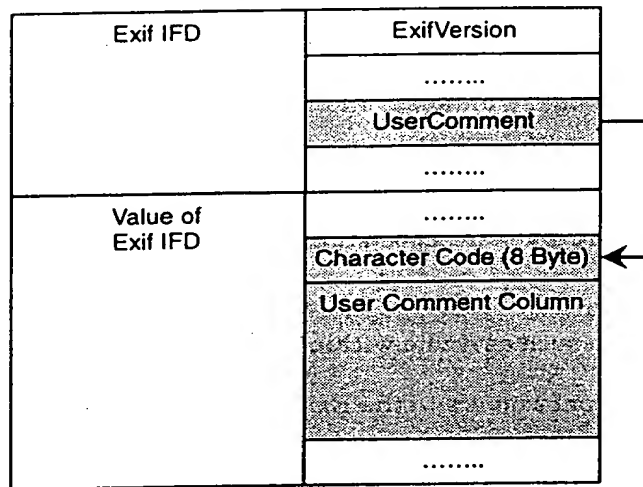 Exif IFD
ExifVersion
........
UserComment
........
Value of
Exif IFD
........
Character Code (8 Byte)
User Comment Column
........